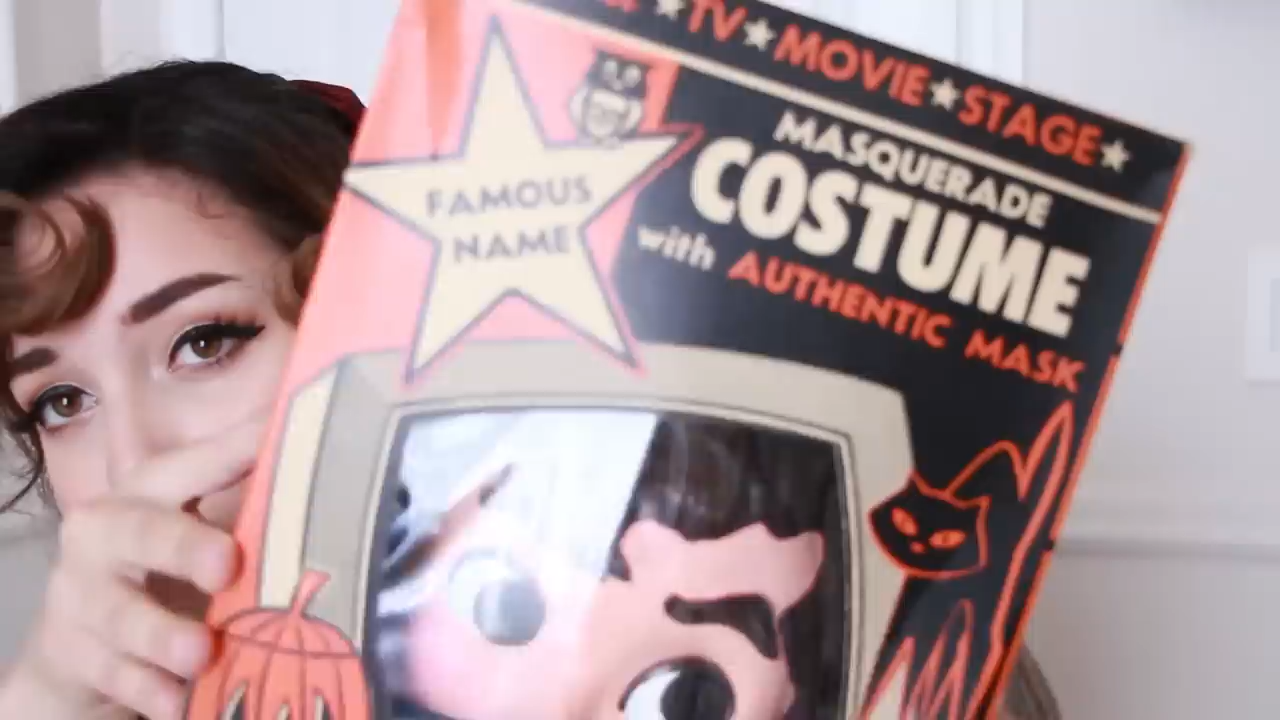 ★TV★MOVIE★STAGE★
FAMOUS
NAME
MASQUERADE
COSTUME
with AUTHENTIC MASK